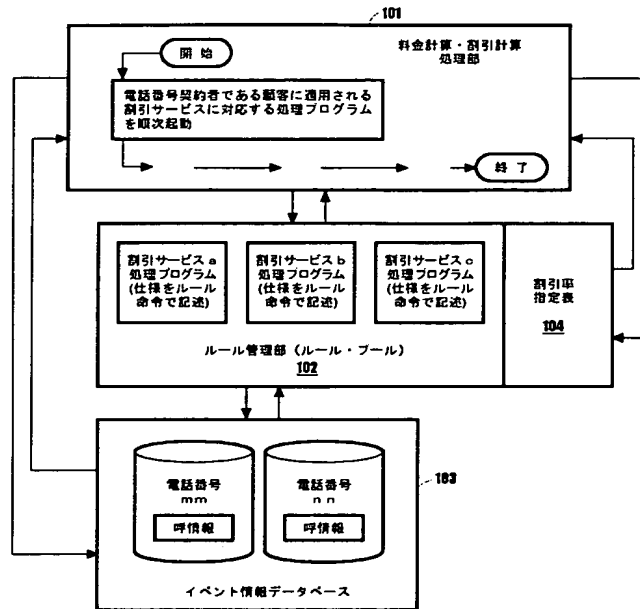 101
料金計算・割引計算
処理部
開始
電話番号契約者である顧客に適用される
割引サービスに対応する処理プログラム
を順次起動
終了
割引サービスa
処理プログラム
(仕様をルール
命令で記述)
割引サービスb
処理プログラム
(仕様をルール
命令で記述)
割引サービスc
処理プログラム
(仕様をルール
命令で記述)
割引率
指定表
104
ルール管理部(ルール・プール)
102
103
電話番号
mm
呼情報
電話番号
nn
呼情報
イベント情報データベース